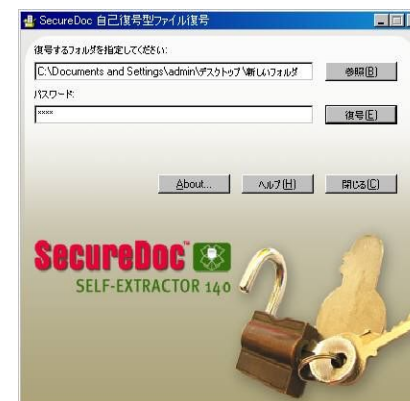 SecureDoc 自己復号型ファイル復号
復号するフォルダを指定してください:
C:\Documents and Settings\admin\デスクトップ\新しいフォルダ
参照(R)
パスワード:
****
復号(E)
About...
ヘルプ(H)
閉じる(C)
SecureDoc™
SELF-EXTRACTOR 140